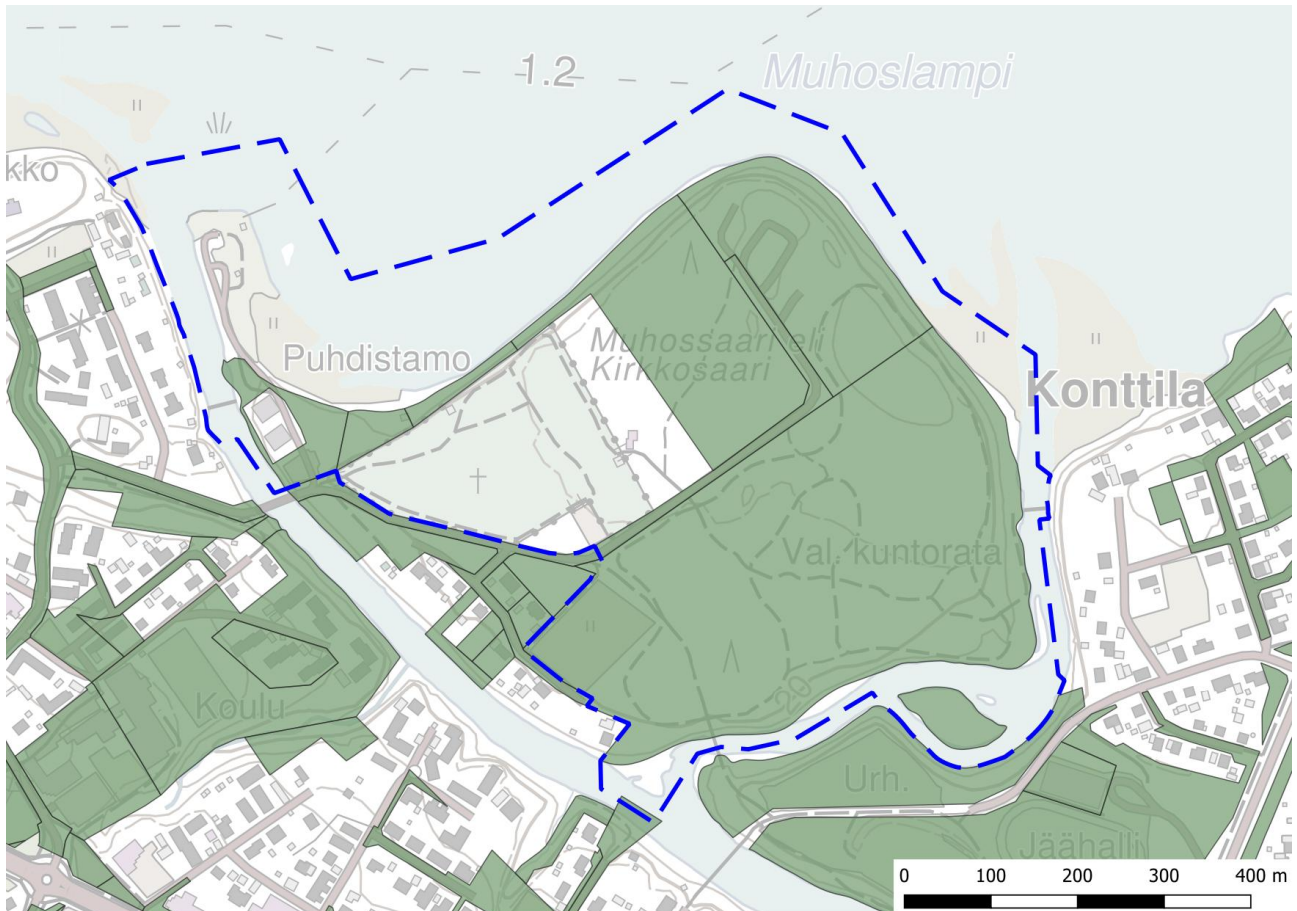 1.2
Muhoslampi
kko
Puhdistamo
Muhossaari eli
Kirkkosaari
Konttila
Val. kuntorata
20
Koulu
Urh.
Jäähalli
0 100 200 300 400 m